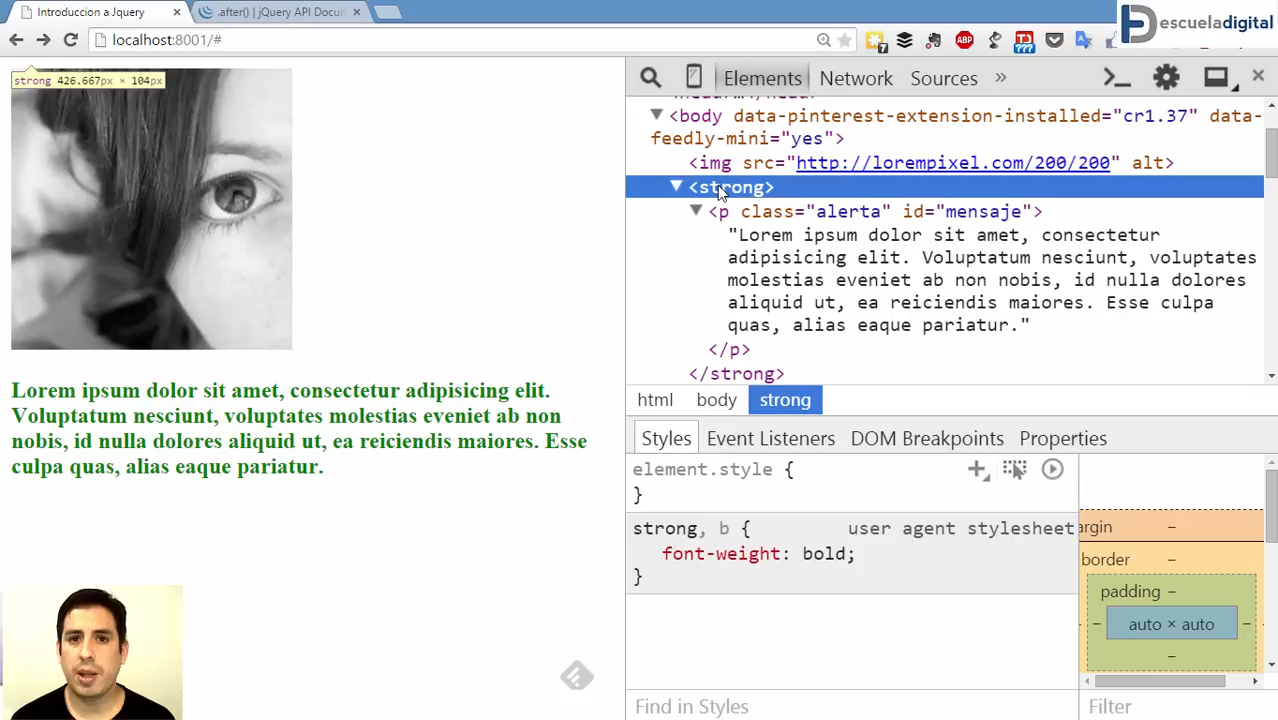 Introduccion a Jquery
.after() | jQuery API Docum
escueladigital
localhost:8001/#
ABP
strong 426.667px × 104px
Elements
Network
Sources
»
<body data-pinterest-extension-installed="cr1.37" data-
feedly-mini="yes">
<img src="http://lorempixel.com/200/200" alt>
<strong>
<p class="alerta" id="mensaje">
"Lorem ipsum dolor sit amet, consectetur
adipisicing elit. Voluptatum nesciunt, voluptates
molestias eveniet ab non nobis, id nulla dolores
aliquid ut, ea reiciendis maiores. Esse culpa
quas, alias eaque pariatur."
</p>
</strong>
html
body
strong
Lorem ipsum dolor sit amet, consectetur adipisicing elit.
Voluptatum nesciunt, voluptates molestias eveniet ab non
nobis, id nulla dolores aliquid ut, ea reiciendis maiores. Esse
culpa quas, alias eaque pariatur.
Styles
Event Listeners
DOM Breakpoints
Properties
element.style {
}
strong, b {
user agent stylesheet
font-weight: bold;
}
argin
–
border
–
padding
–
–
auto × auto
–
–
Find in Styles
Filter